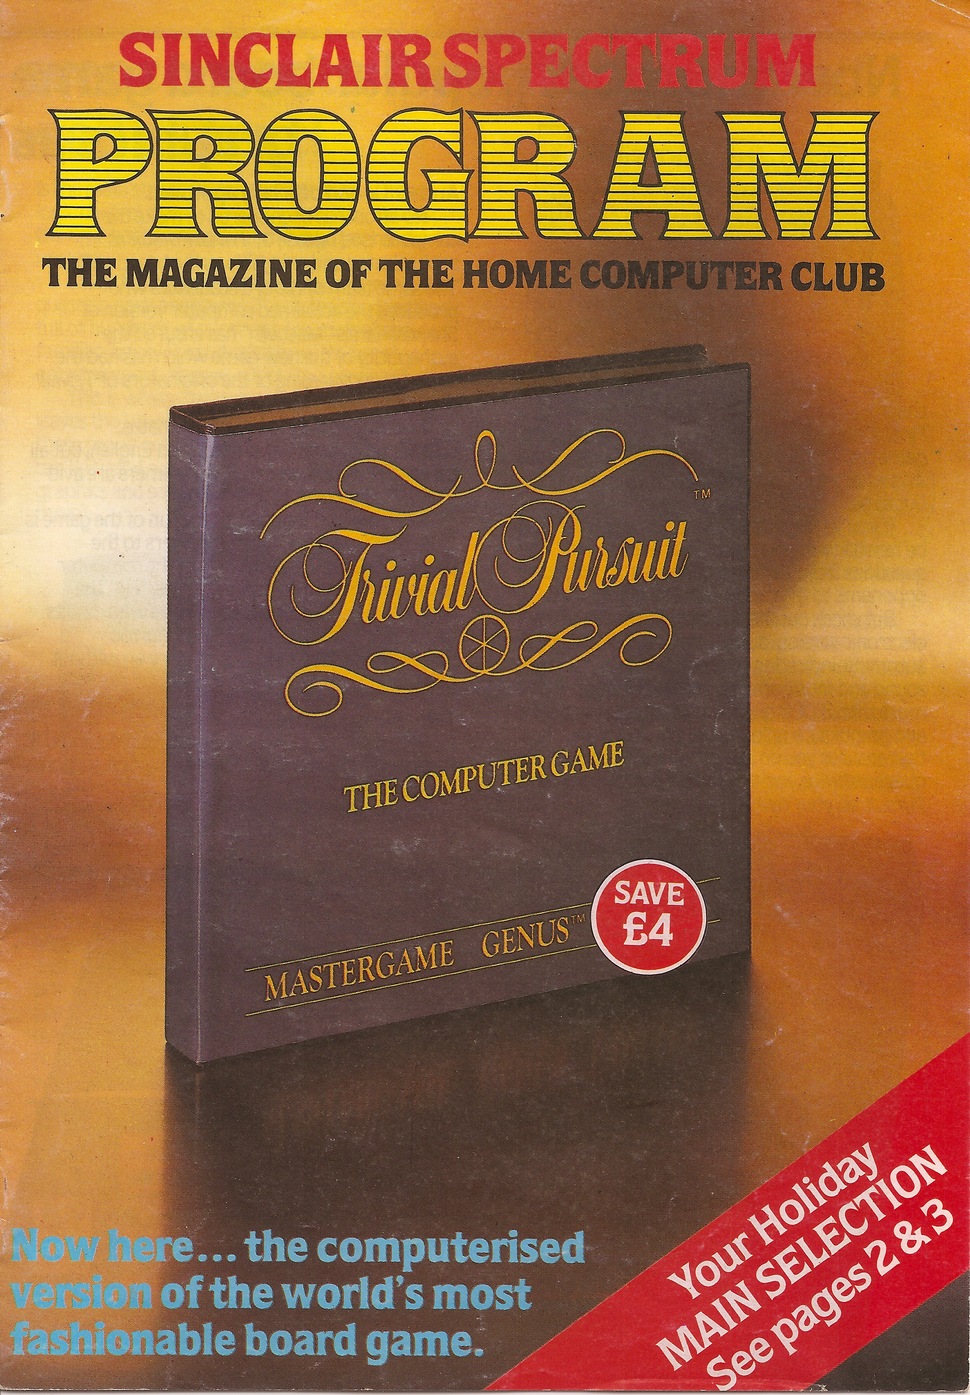 SINCLAIR SPECTRUM
PROGRAM
THE MAGAZINE OF THE HOME COMPUTER CLUB
TM
Trivial Pursuit
THE COMPUTER GAME
SAVE
£4
MASTERGAME GENUS™
Your Holiday
MAIN SELECTION
See pages 2 & 3
Now here... the computerised
version of the world's most
fashionable board game.